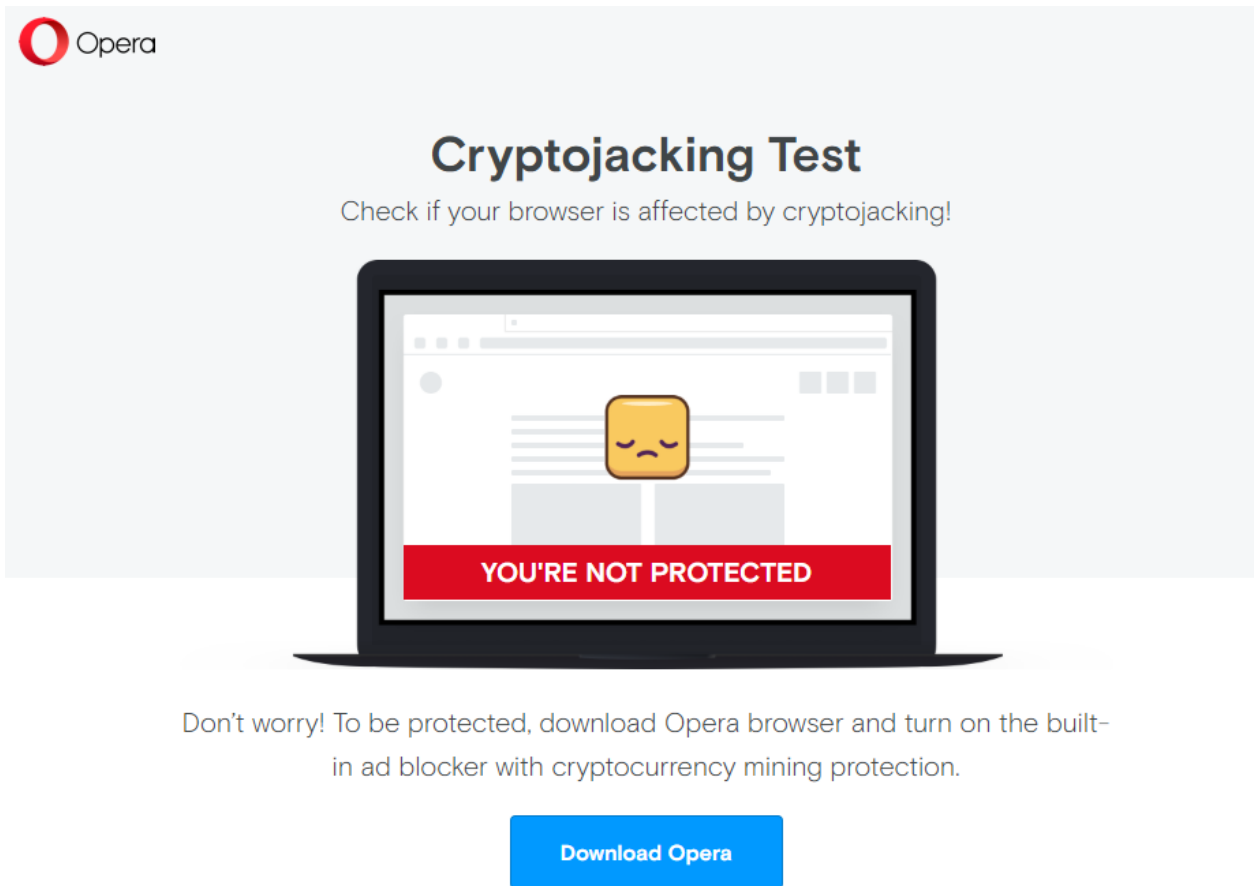 Opera
Cryptojacking Test
Check if your browser is affected by cryptojacking!
YOU'RE NOT PROTECTED
Don't worry! To be protected, download Opera browser and turn on the built-
in ad blocker with cryptocurrency mining protection.
Download Opera